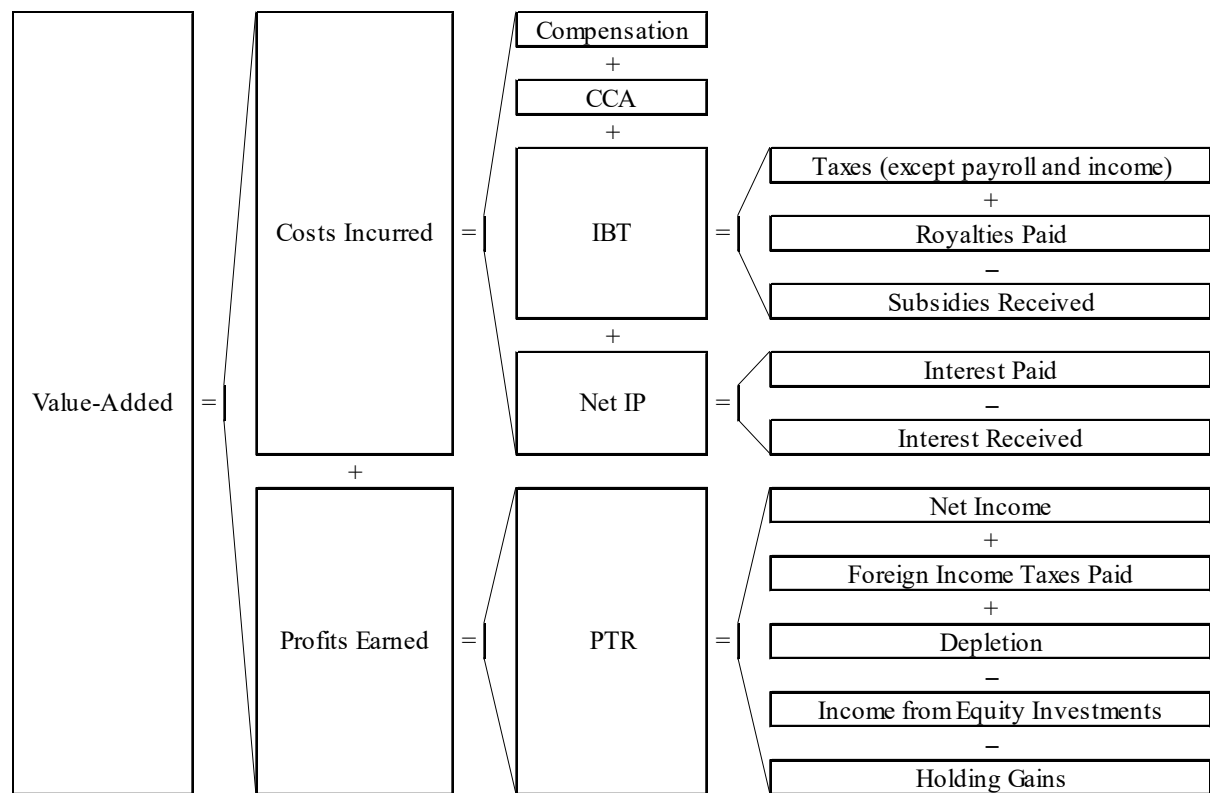 Compensation
+
CCA
+
Taxes (except payroll and income)
+
Costs Incurred = IBT = Royalties Paid
−
Subsidies Received
+
Interest Paid
Value-Added = Net IP = −
Interest Received
+
Net Income
+
Foreign Income Taxes Paid
+
Profits Earned = PTR = Depletion
−
Income from Equity Investments
−
Holding Gains